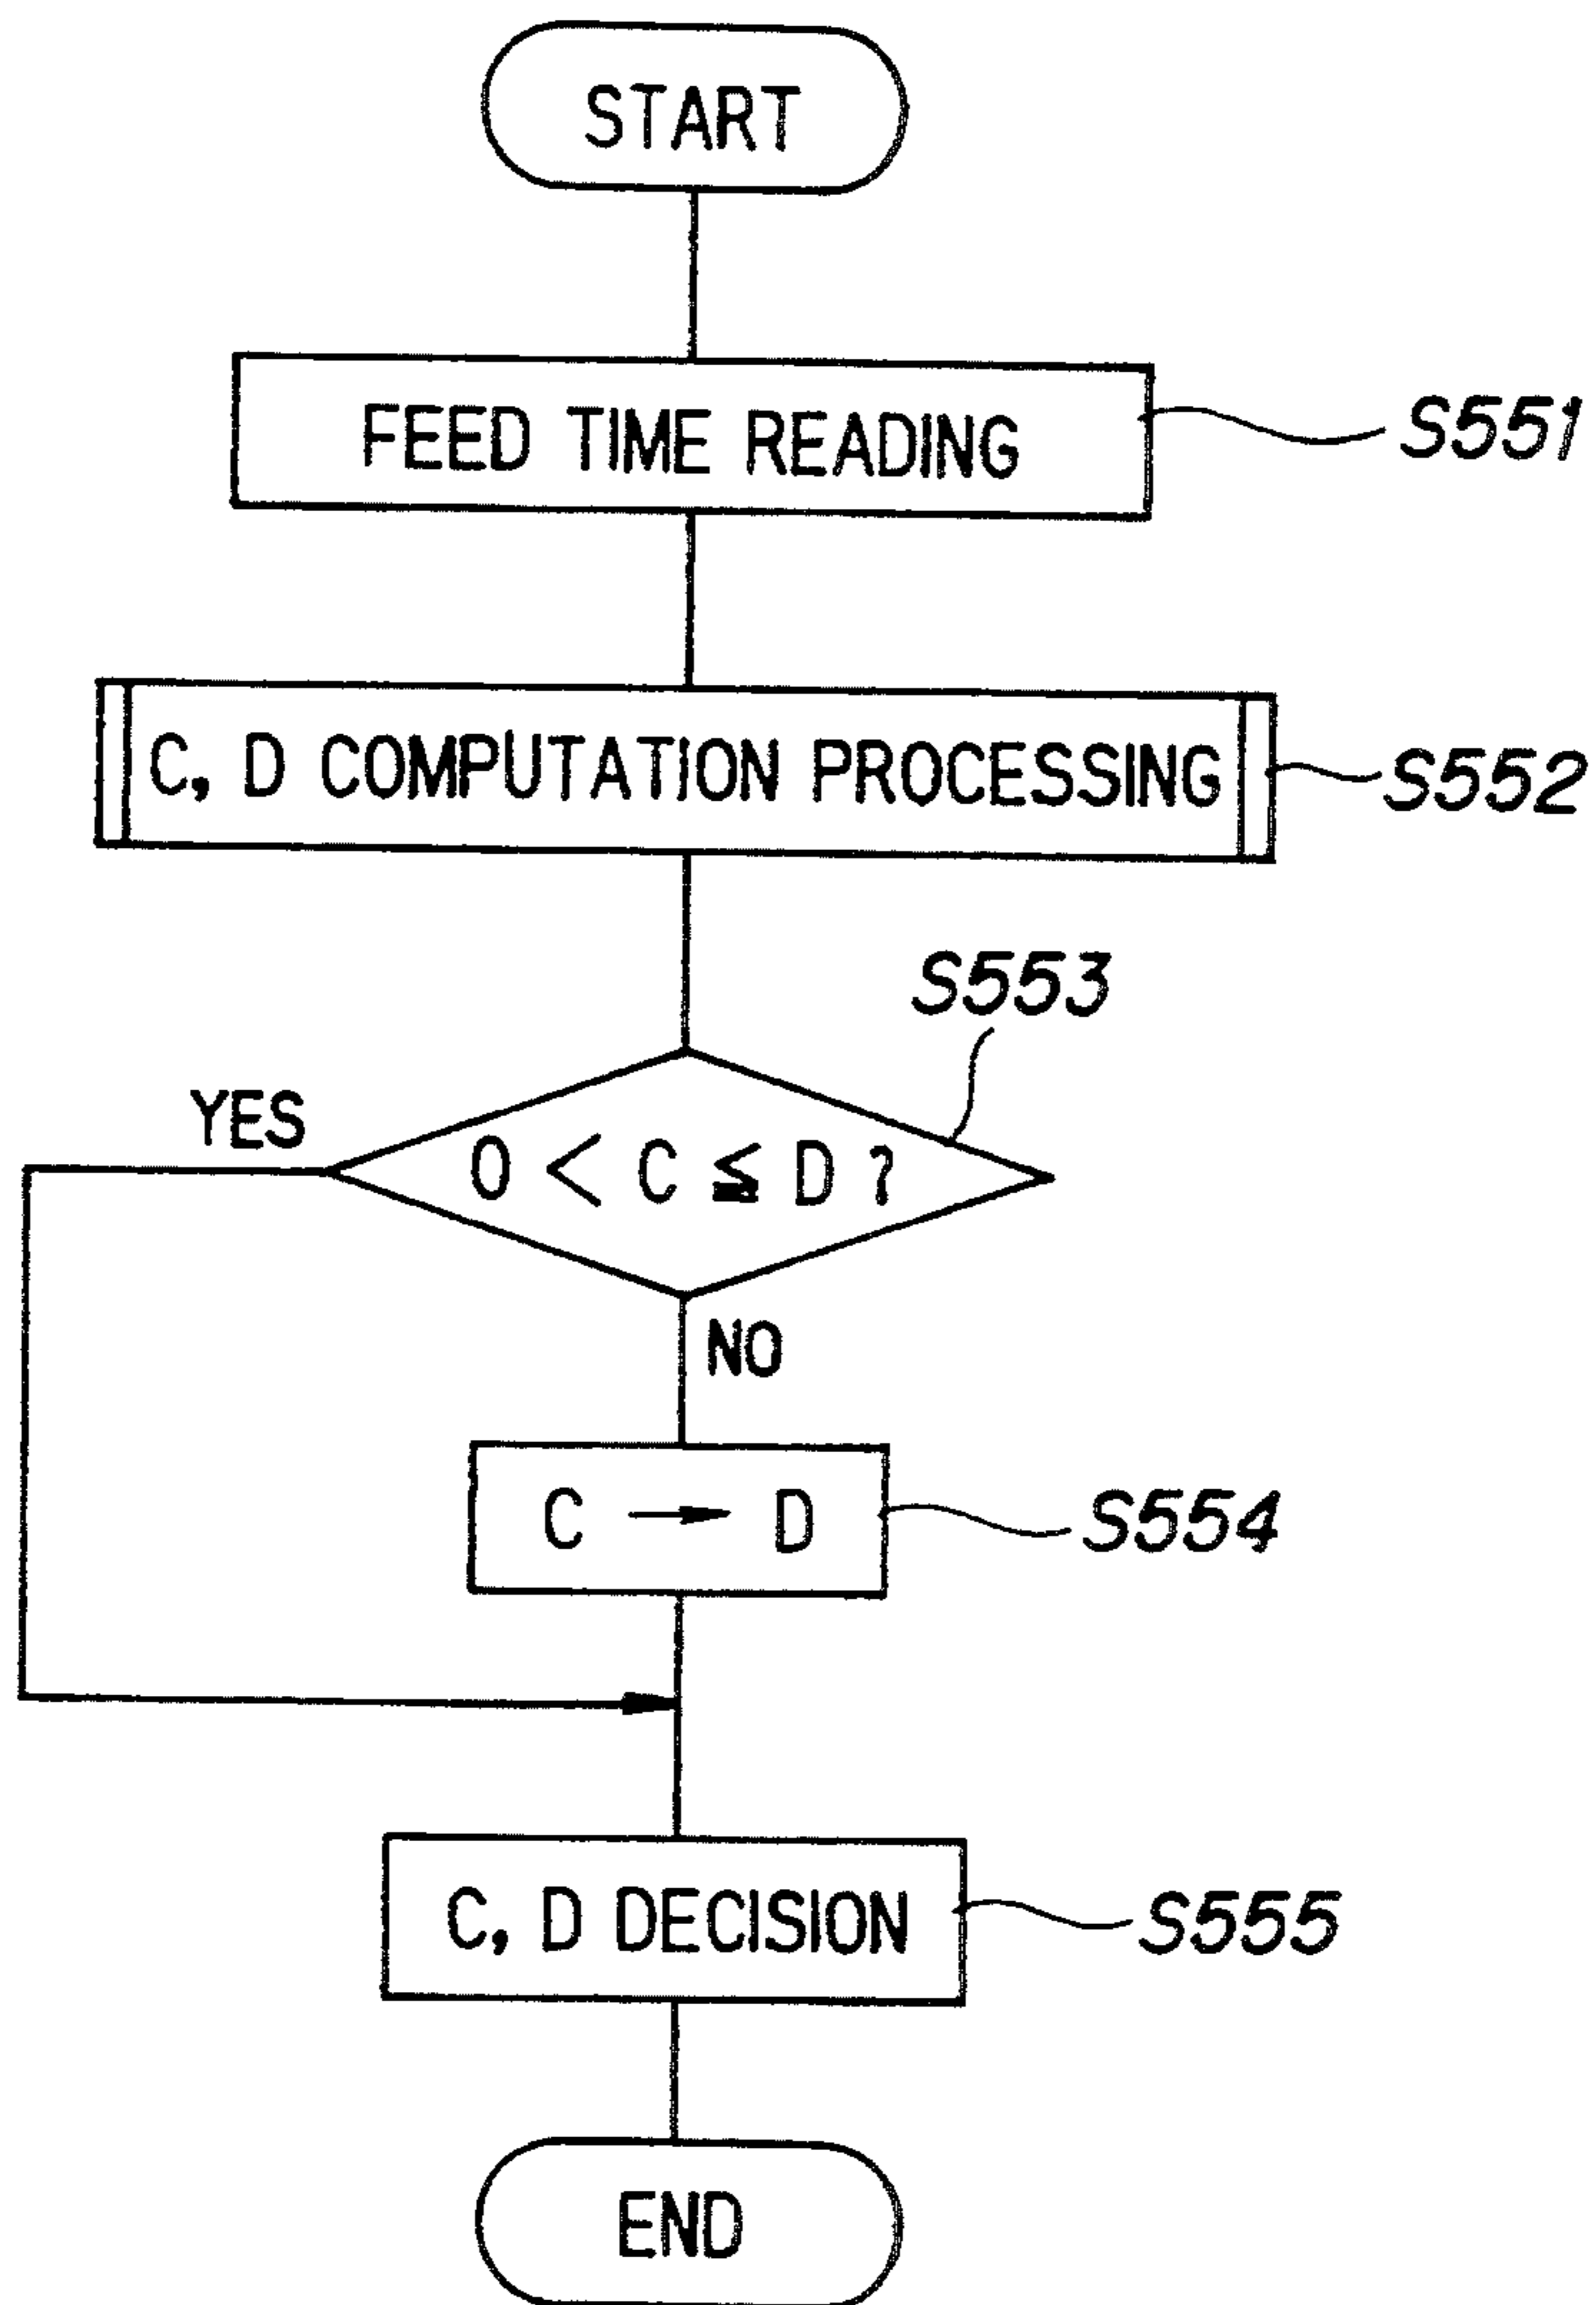 START
FEED TIME READING
S551
C, D COMPUTATION PROCESSING
S552
S553
YES
0 < C ≦ D ?
NO
C → D
S554
C, D DECISION
S555
END